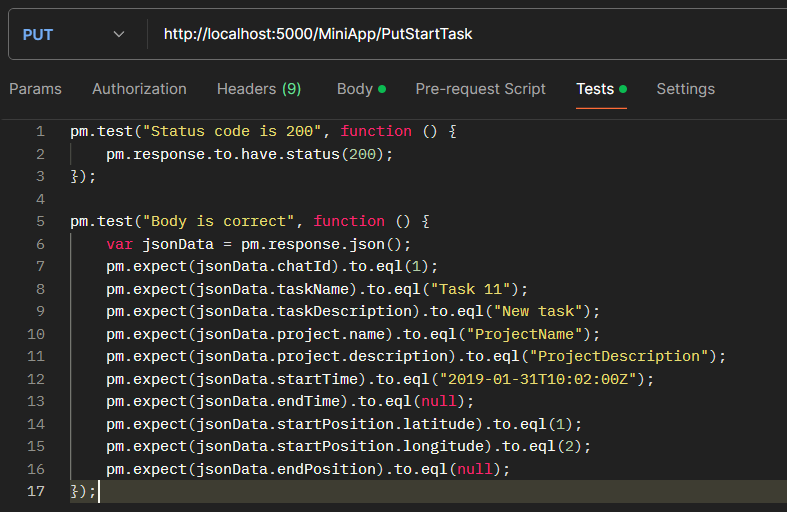 PUT http://localhost:5000/MiniApp/PutStartTask
Params Authorization Headers (9) Body Pre-request Script Tests Settings
1 pm.test("Status code is 200", function () {
2 pm.response.to.have.status(200);
3 });
4
5 pm.test("Body is correct", function () {
6 var jsonData = pm.response.json();
7 pm.expect(jsonData.chatId).to.eql(1);
8 pm.expect(jsonData.taskName).to.eql("Task 11");
9 pm.expect(jsonData.taskDescription).to.eql("New task");
10 pm.expect(jsonData.project.name).to.eql("ProjectName");
11 pm.expect(jsonData.project.description).to.eql("ProjectDescription");
12 pm.expect(jsonData.startTime).to.eql("2019-01-31T10:02:00Z");
13 pm.expect(jsonData.endTime).to.eql(null);
14 pm.expect(jsonData.startPosition.latitude).to.eql(1);
15 pm.expect(jsonData.startPosition.longitude).to.eql(2);
16 pm.expect(jsonData.endPosition).to.eql(null);
17 });